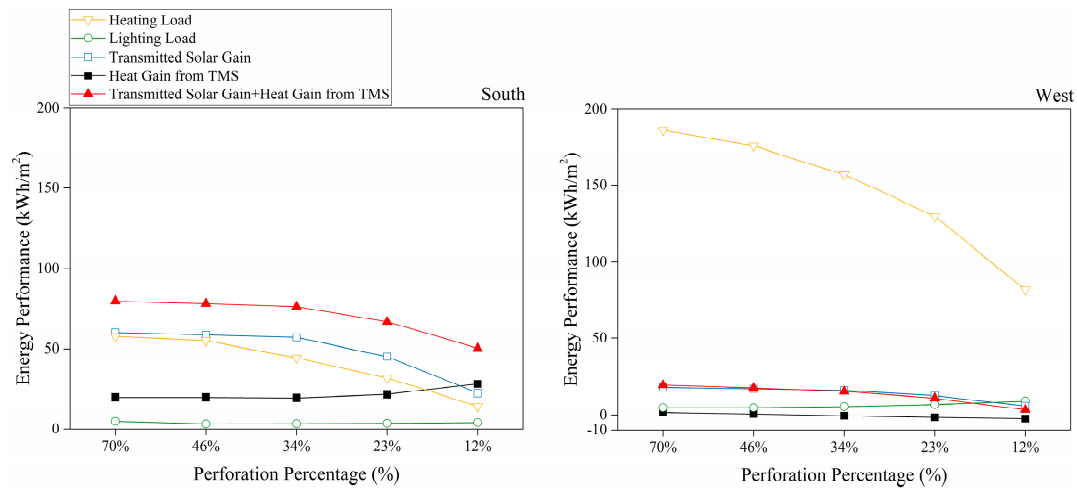 Heating Load
Lighting Load
Transmitted Solar Gain
Heat Gain from TMS
Transmitted Solar Gain+Heat Gain from TMS
South
200
150
100
50
0
70%
46%
34%
23%
12%
Energy Performance (kWh/m²)
Perforation Percentage (%)
West
200
150
100
50
0
-10
70%
46%
34%
23%
12%
Energy Performance (kWh/m²)
Perforation Percentage (%)